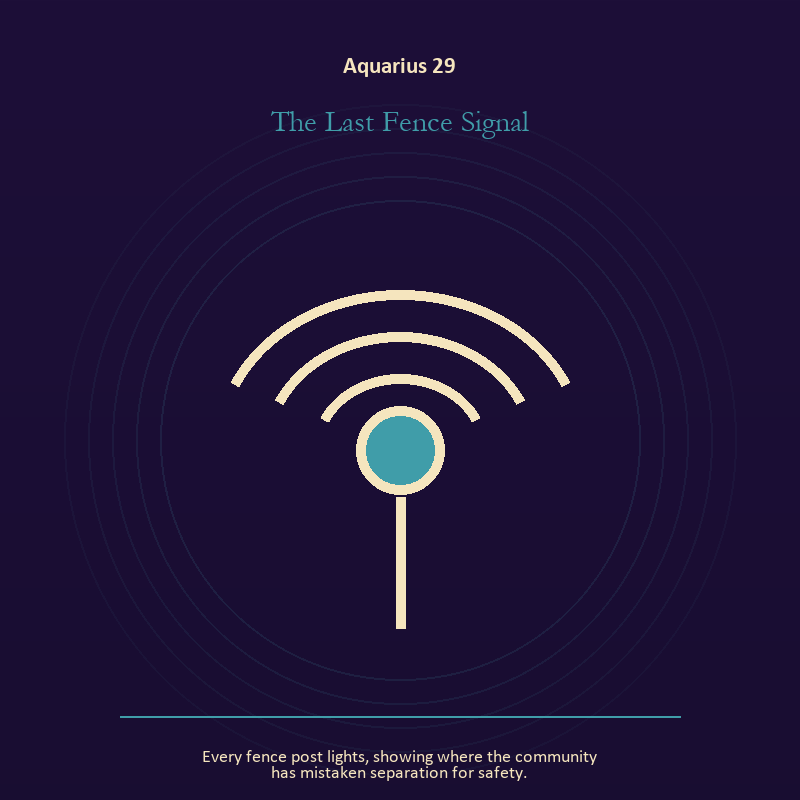 Aquarius 29
The Last Fence Signal
Every fence post lights, showing where the community
has mistaken separation for safety.